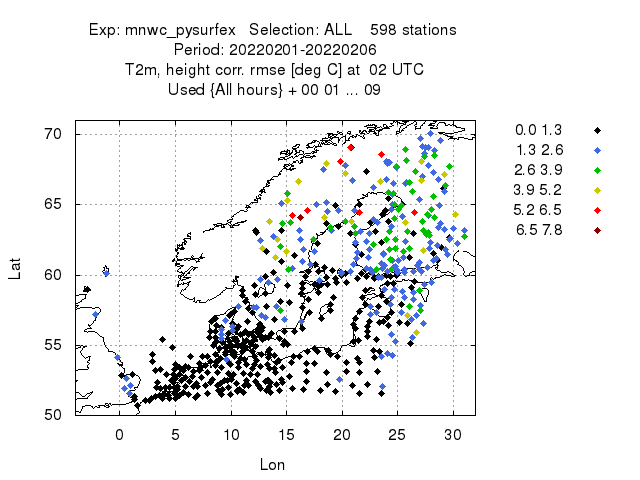 Exp: mnwc_pysurfex Selection: ALL 598 stations
Period: 20220201-20220206
T2m, height corr. rmse [deg C] at 02 UTC
Used {All hours} + 00 01 ... 09
70
65
60
55
50
Lat
0 5 10 15 20 25 30
Lon
0.0 1.3
1.3 2.6
2.6 3.9
3.9 5.2
5.2 6.5
6.5 7.8